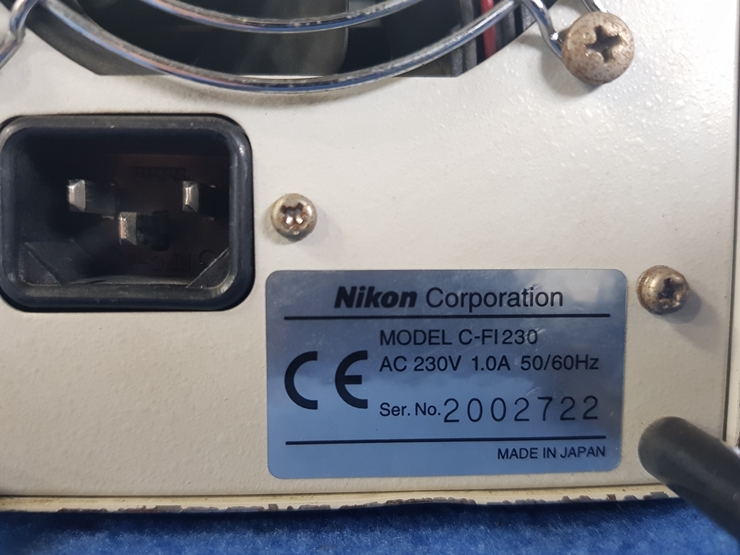 Nikon Corporation
MODEL C-FI230
CE
AC 230V 1.0A 50/60Hz
Ser. No. 2002722
MADE IN JAPAN